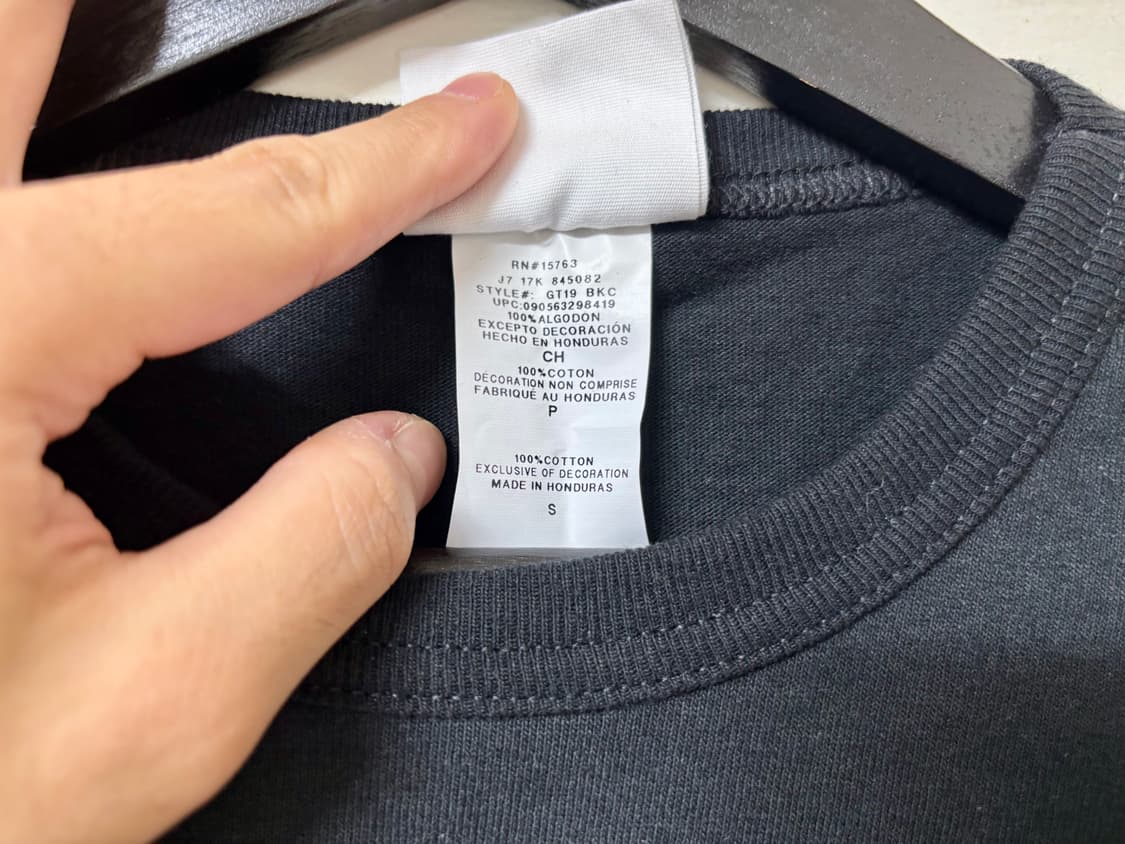 RN#15763
J7 17K 845082
STYLE#: GT19 BKC
UPC:090563298419
100%ALGODON
EXCEPTO DECORACIÓN
HECHO EN HONDURAS
CH
100%COTON
DÉCORATION NON COMPRISE
FABRIQUÉ AU HONDURAS
P
100%COTTON
EXCLUSIVE OF DECORATION
MADE IN HONDURAS
S